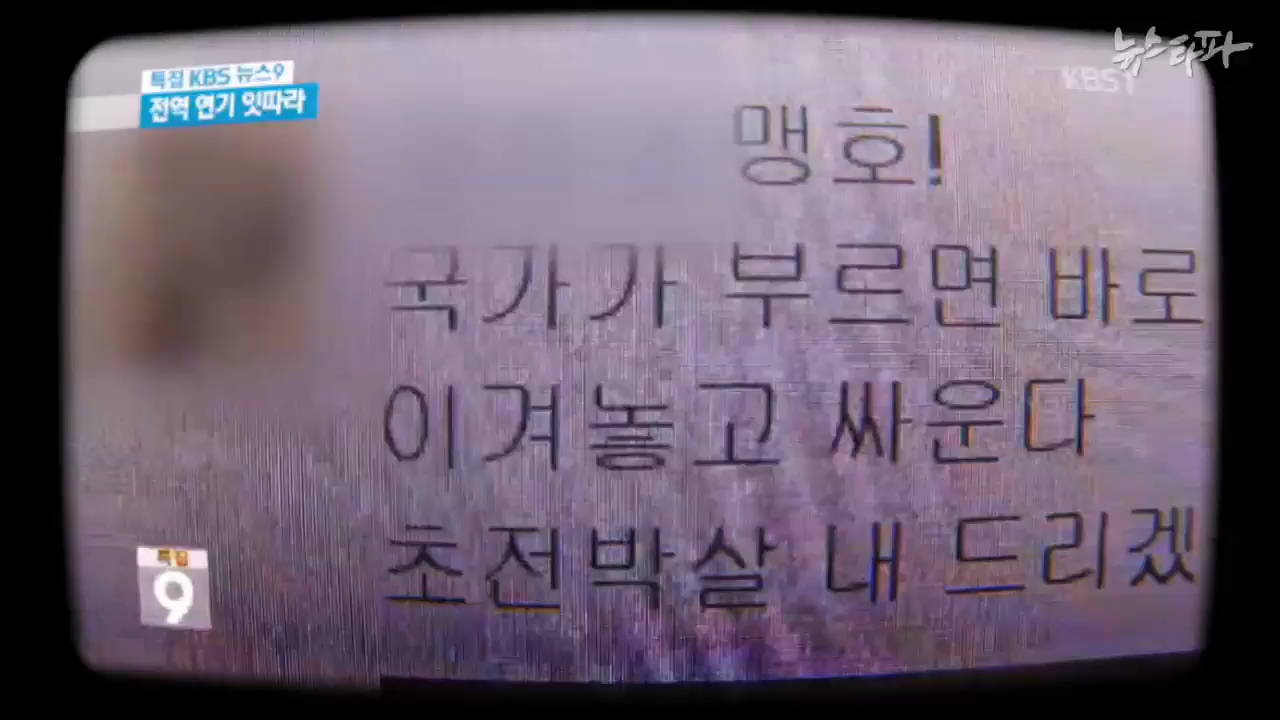 뉴스타파
KBS1
특집 KBS 뉴스9
전역 연기 잇따라
맹호!
국가가 부르면 바로
이겨놓고 싸운다
초전박살 내 드리겠
특집
9